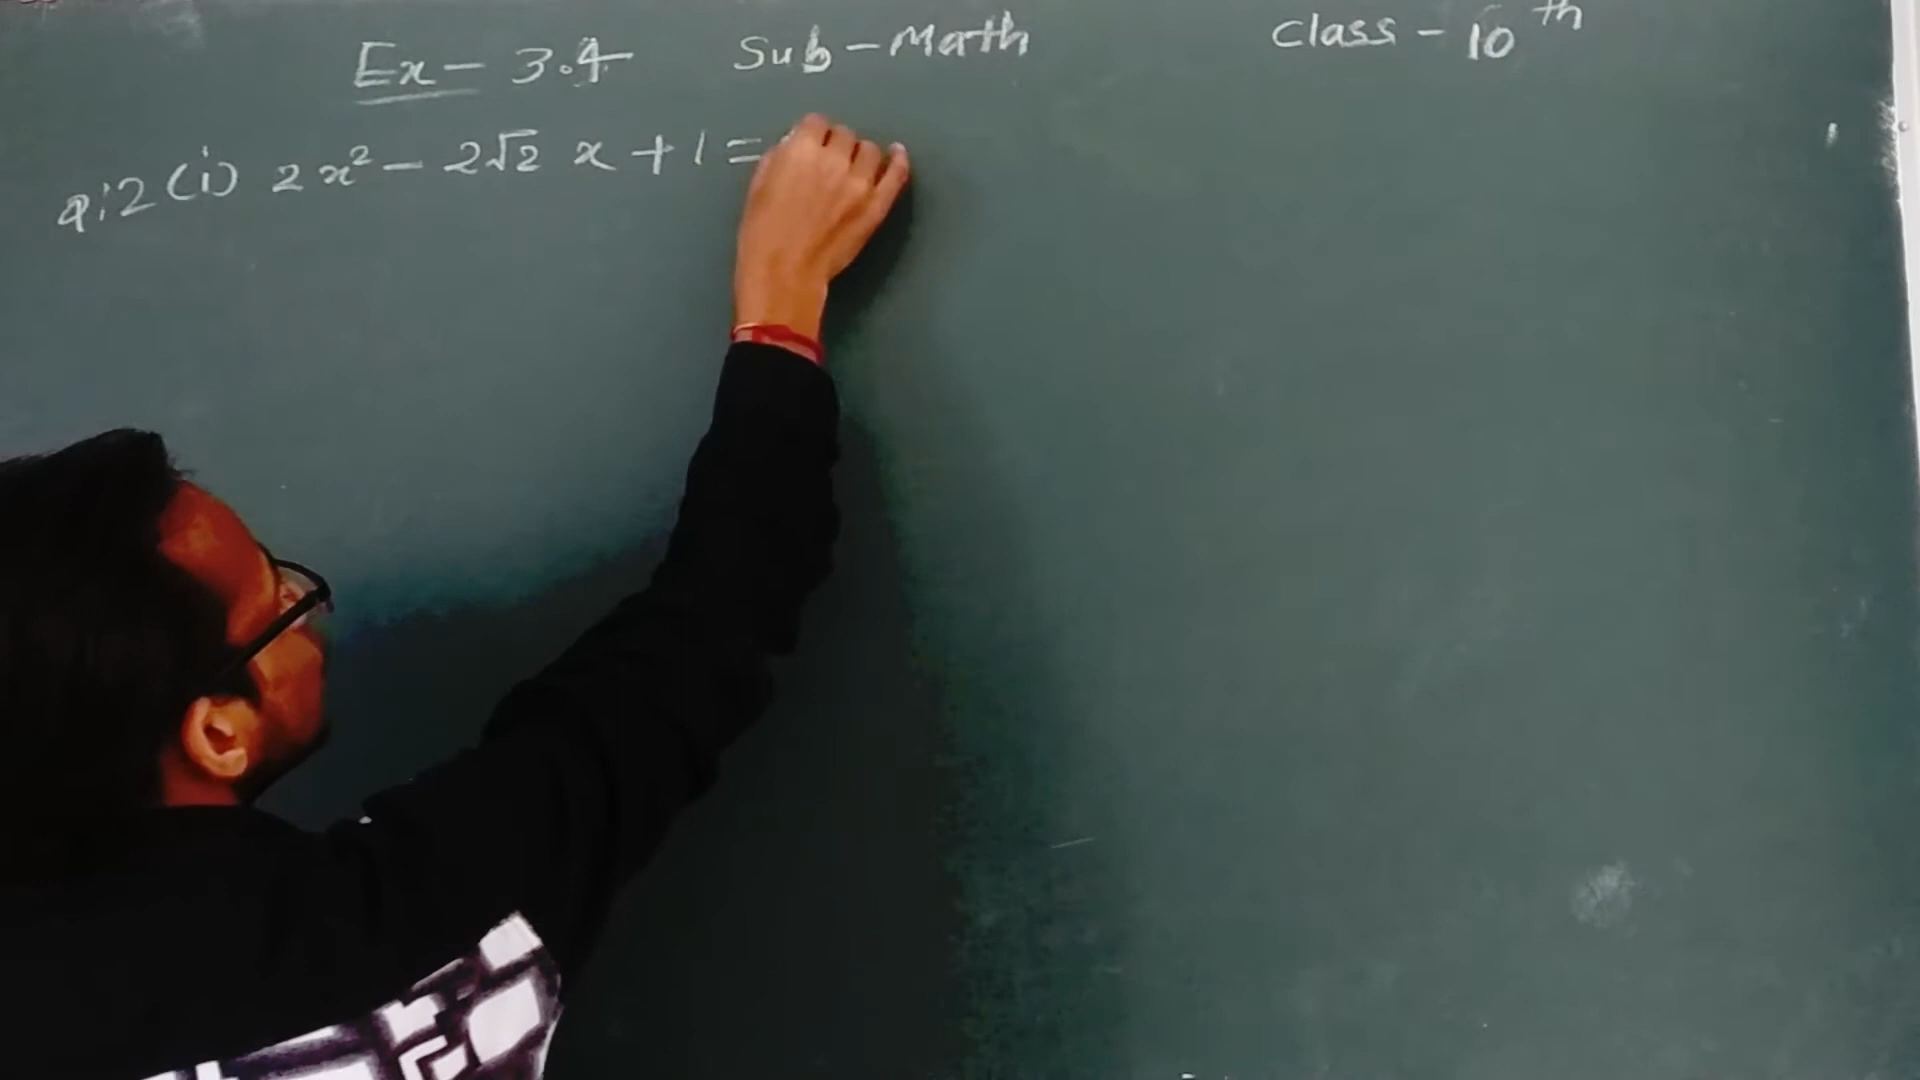 Ex - 3.4 Sub - Math Class - 10th
Q:2 (i) 2x² - 2√2 x + 1 =